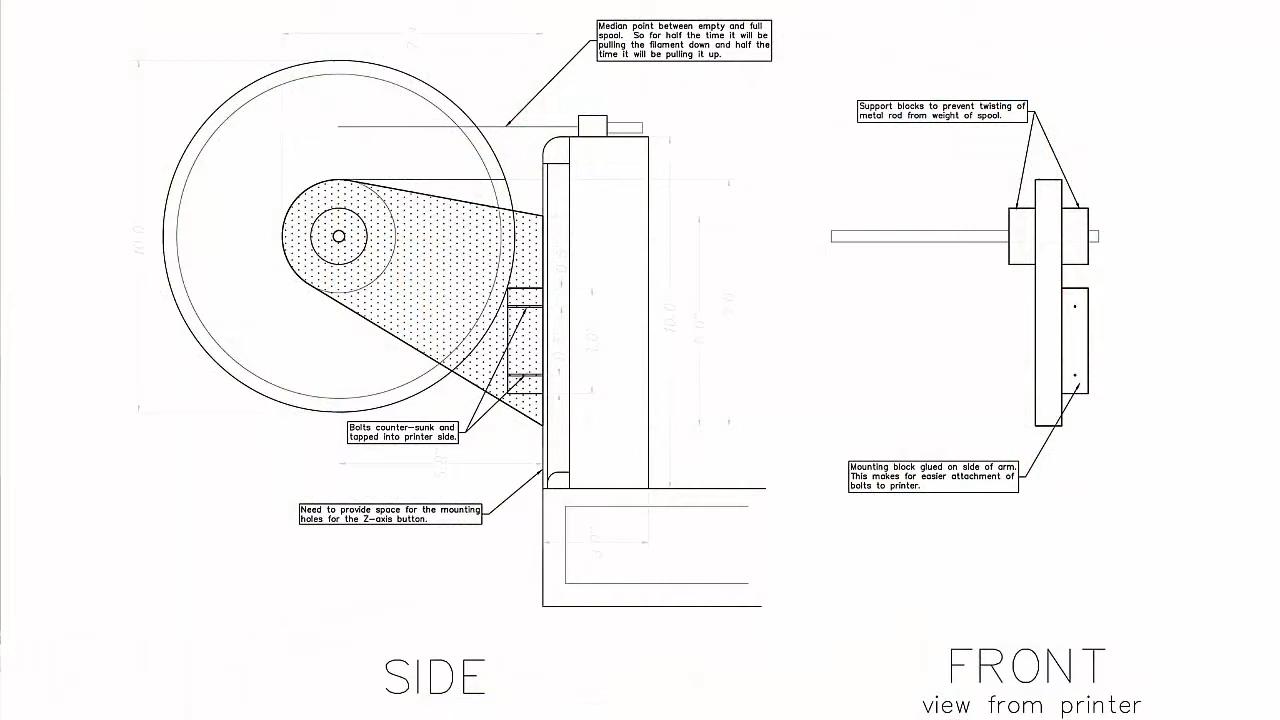 Median point between empty and full
spool. So for half the time it will be
pulling the filament down and half the
time it will be pulling it up.
Support blocks to prevent twisting of
metal rod from weight of spool.
10.0
10.0
Bolts counter-sunk and
tapped into printer side.
Mounting block glued on side of arm.
This makes for easier attachment of
bolts to printer.
Need to provide space for the mounting
holes for the Z-axis button.
SIDE
FRONT
view from printer